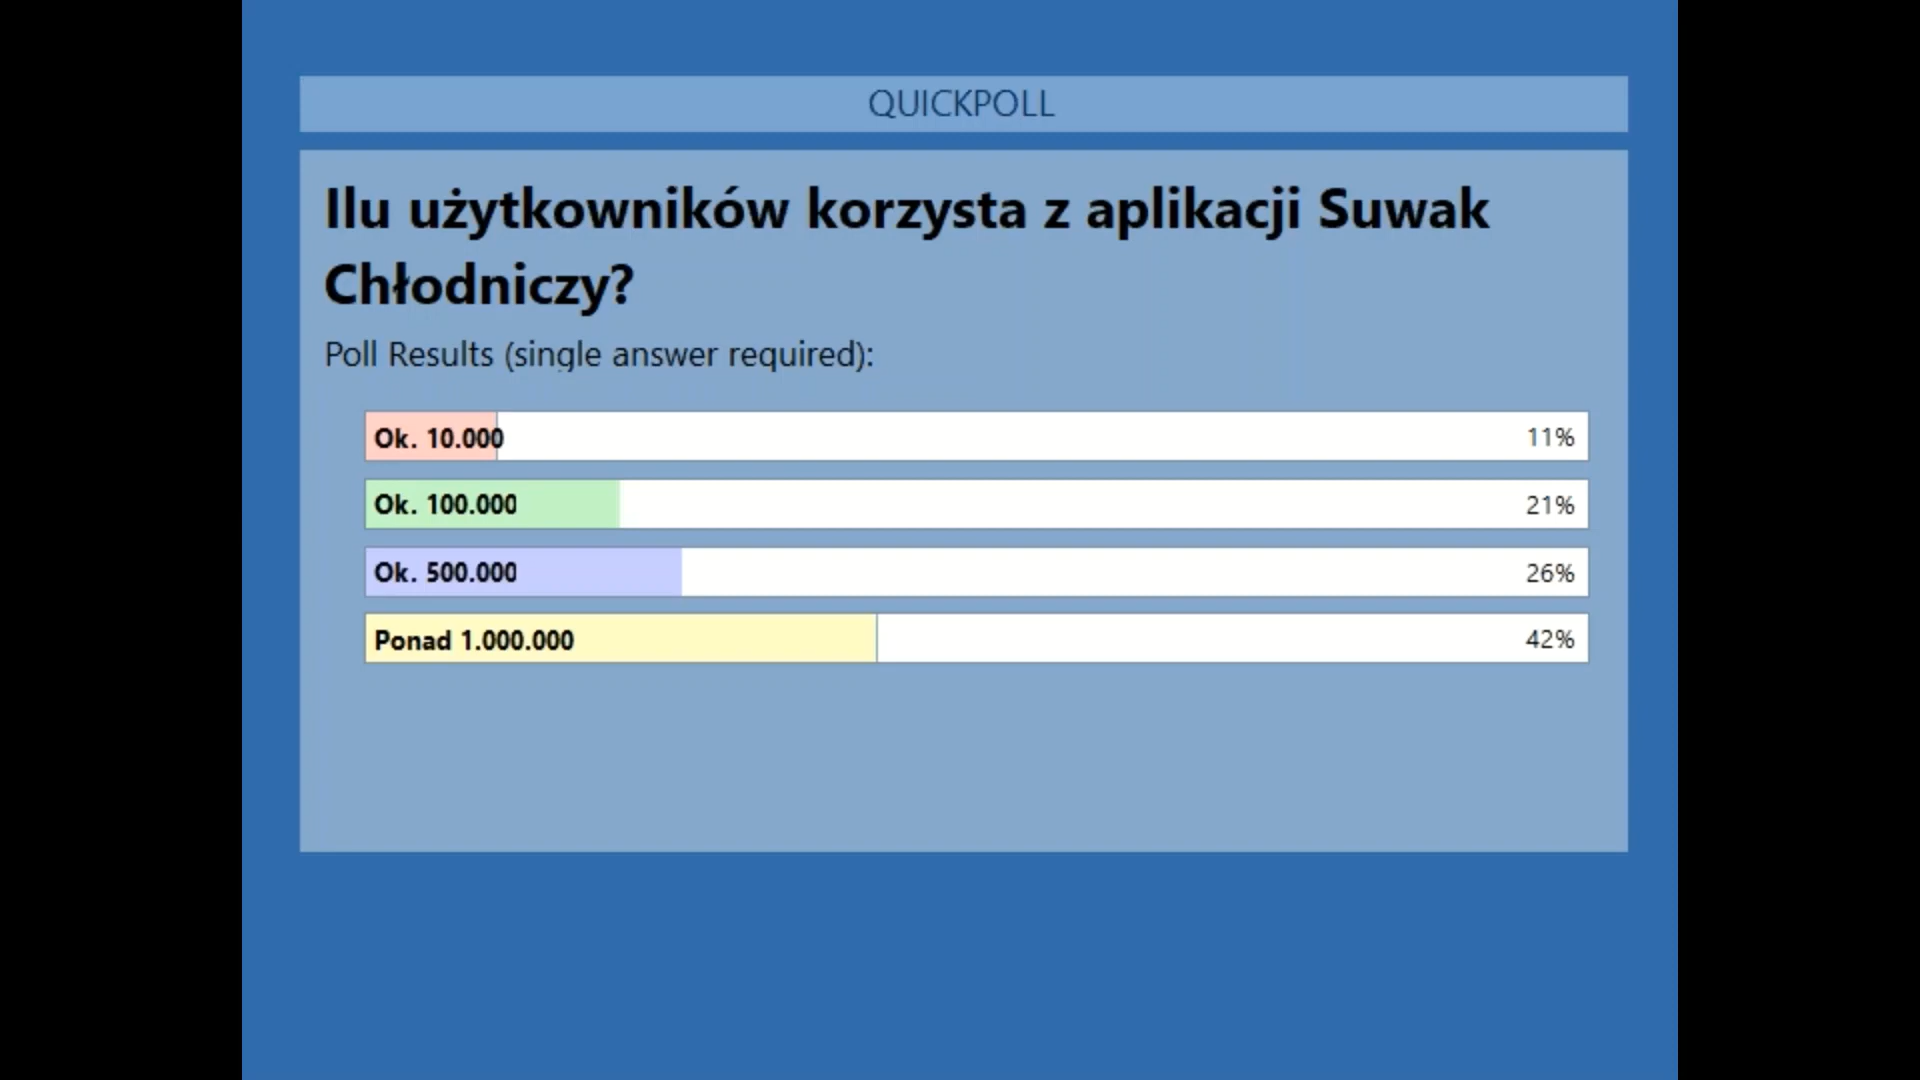 QUICKPOLL
Ilu użytkowników korzysta z aplikacji Suwak
Chłodniczy?
Poll Results (single answer required):
Ok. 10.000 11%
Ok. 100.000 21%
Ok. 500.000 26%
Ponad 1.000.000 42%